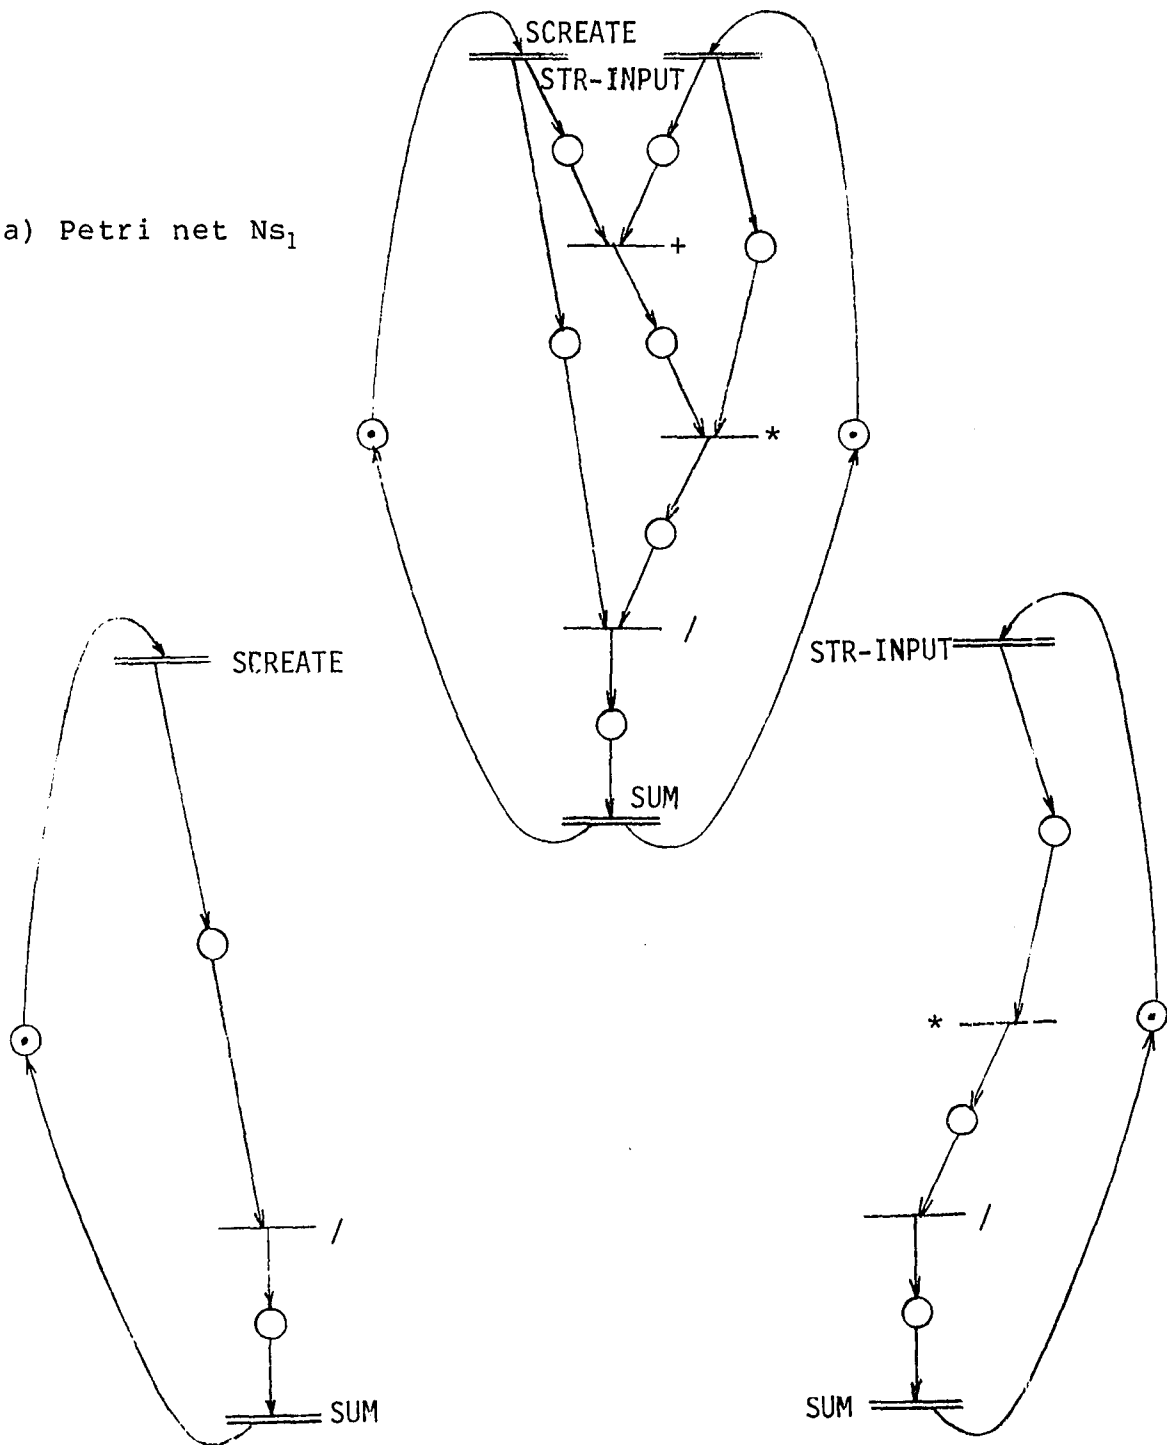 SCREATE
STR-INPUT
a) Petri net Ns₁
+
*
/
SUM
SCREATE
STR-INPUT
*
/
/
SUM
SUM